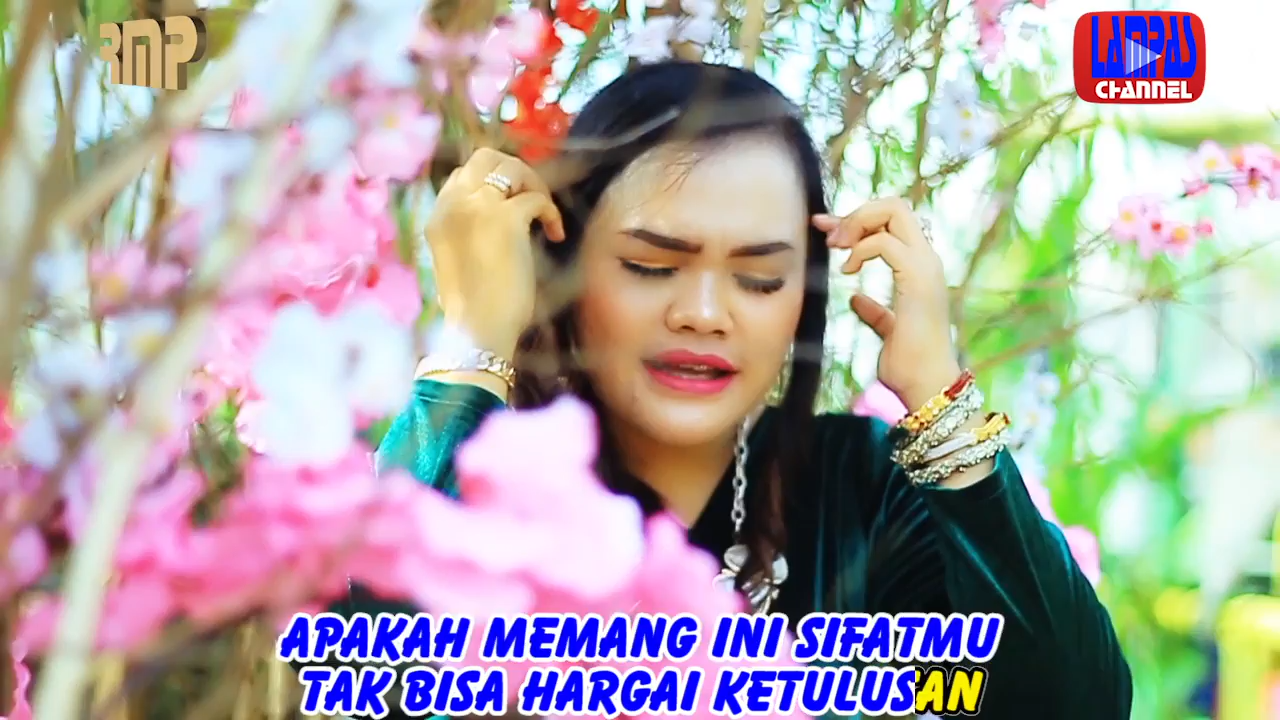 RMP
LAMPAS
CHANNEL
APAKAH MEMANG INI SIFATMU
TAK BISA HARGAI KETULUSAN